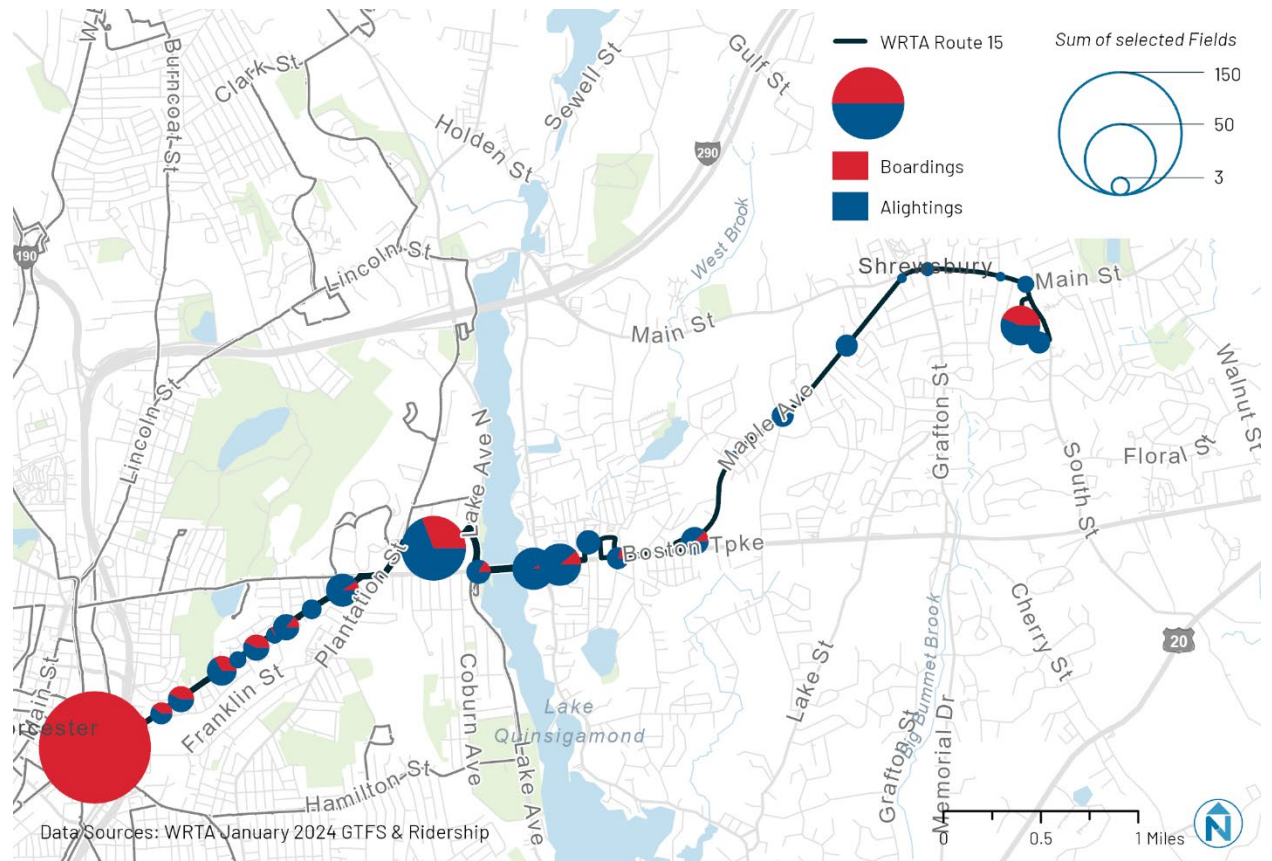 WRTA Route 15
Boardings
Alightings
Sum of selected Fields
150
50
3
Burncoat St
Clark St
Sewell St
Gulf St
Holden St
290
West Brook
190
Lincoln St
Lincoln St
Shrewsbury
Main St
Main St
Lake Ave N
Maple Ave
Grafton St
Walnut St
Floral St
South St
Boston Tpke
Plantation St
Franklin St
Main St
orcester
Coburn Ave
Lake Quinsigamond
Lake Ave
Lake St
Big Bummet Brook
Cherry St
20
Grafton St
Memorial Dr
Hamilton St
0 0.5 1 Miles
N
Data Sources: WRTA January 2024 GTFS & Ridership